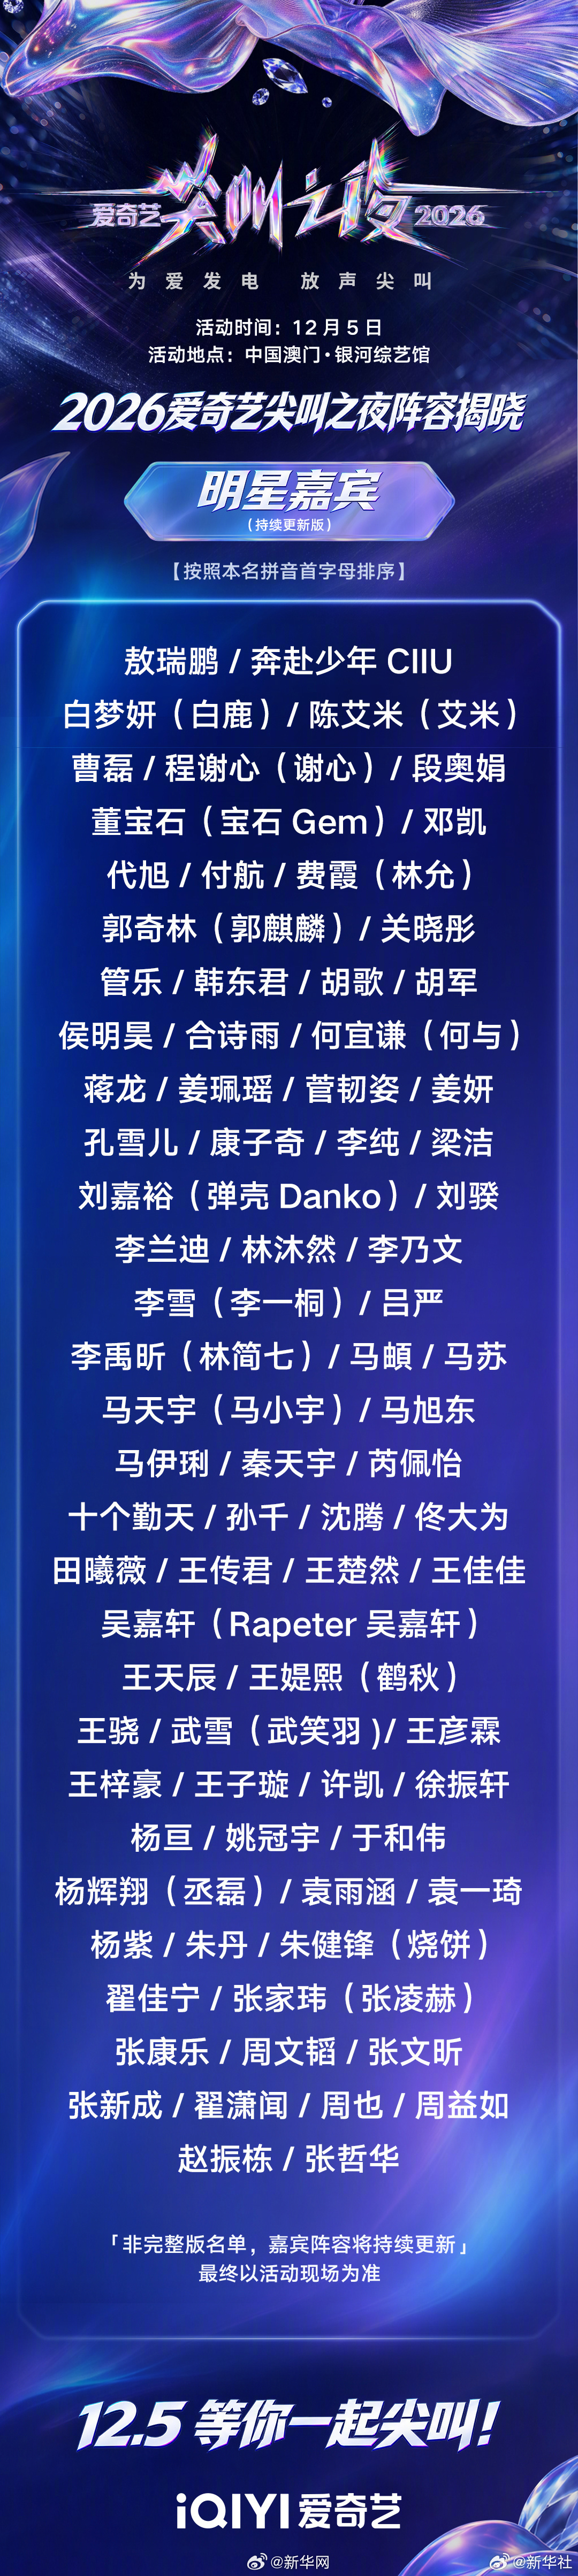 爱奇艺尖叫之夜2026
为爱发电 放声尖叫
活动时间：12月5日
活动地点：中国澳门·银河综艺馆
2026爱奇艺尖叫之夜阵容揭晓
明星嘉宾
（持续更新版）
【按照本名拼音首字母排序】
敖瑞鹏 / 奔赴少年 CIIU
白梦妍（白鹿）/ 陈艾米（艾米）
曹磊 / 程谢心（谢心）/ 段奥娟
董宝石（宝石 Gem）/ 邓凯
代旭 / 付航 / 费霞（林允）
郭奇林（郭麒麟）/ 关晓彤
管乐 / 韩东君 / 胡歌 / 胡军
侯明昊 / 合诗雨 / 何宜谦（何与）
蒋龙 / 姜珮瑶 / 菅韧姿 / 姜妍
孔雪儿 / 康子奇 / 李纯 / 梁洁
刘嘉裕（弹壳 Danko）/ 刘骙
李兰迪 / 林沐然 / 李乃文
李雪（李一桐）/ 吕严
李禹昕（林简七）/ 马頔 / 马苏
马天宇（马小宇）/ 马旭东
马伊琍 / 秦天宇 / 芮佩怡
十个勤天 / 孙千 / 沈腾 / 佟大为
田曦薇 / 王传君 / 王楚然 / 王佳佳
吴嘉轩（Rapeter 吴嘉轩）
王天辰 / 王媞熙（鹤秋）
王骁 / 武雪（武笑羽）/ 王彦霖
王梓豪 / 王子璇 / 许凯 / 徐振轩
杨亘 / 姚冠宇 / 于和伟
杨辉翔（丞磊）/ 袁雨涵 / 袁一琦
杨紫 / 朱丹 / 朱健锋（烧饼）
翟佳宁 / 张家玮（张凌赫）
张康乐 / 周文韬 / 张文昕
张新成 / 翟潇闻 / 周也 / 周益如
赵振栋 / 张哲华
「非完整版名单，嘉宾阵容将持续更新」
最终以活动现场为准
12.5 等你一起尖叫！
iQIYI 爱奇艺
@新华网
@新华社